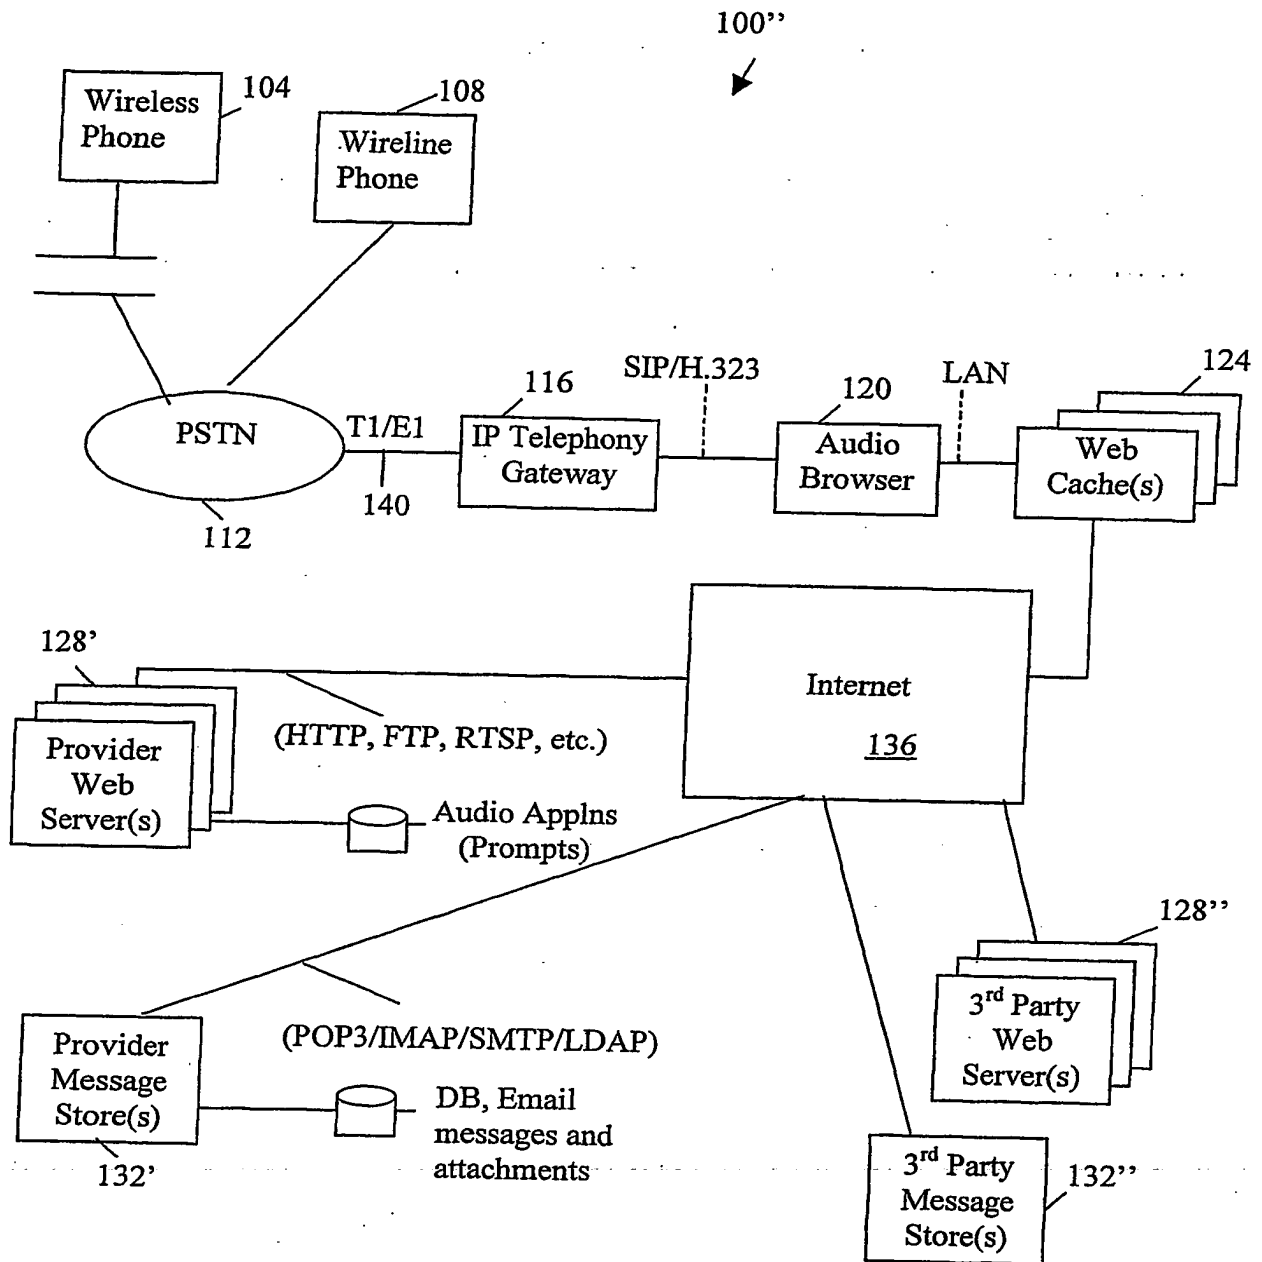 100’’
104
Wireless
Phone
108
Wireline
Phone
SIP/H.323
LAN
124
116
120
PSTN
T1/E1
IP Telephony
Gateway
Audio
Browser
Web
Cache(s)
140
112
128’
Internet
136
(HTTP, FTP, RTSP, etc.)
Provider
Web
Server(s)
Audio Applns
(Prompts)
128’’
3rd Party
Web
Server(s)
(POP3/IMAP/SMTP/LDAP)
Provider
Message
Store(s)
DB, Email
messages and
attachments
132’
3rd Party
Message
Store(s)
132’’